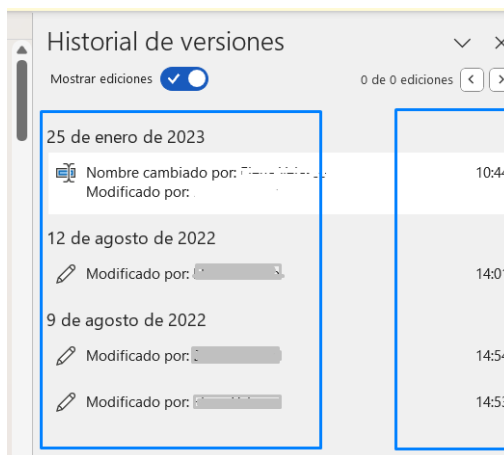 Historial de versiones
Mostrar ediciones
0 de 0 ediciones
25 de enero de 2023
Nombre cambiado por:
10:44
Modificado por:
12 de agosto de 2022
Modificado por:
14:01
9 de agosto de 2022
Modificado por:
14:54
Modificado por:
14:53